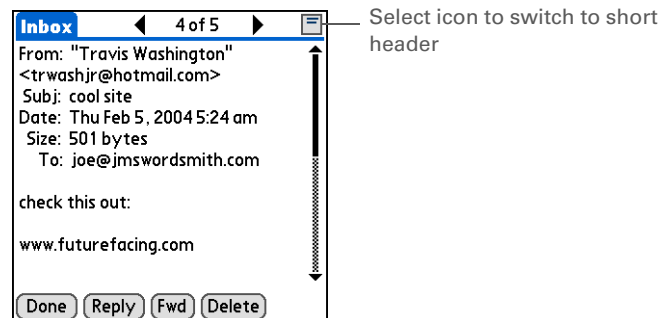 Inbox 4 of 5
Select icon to switch to short
header
From: "Travis Washington"
<trwashjr@hotmail.com>
Subj: cool site
Date: Thu Feb 5, 2004 5:24 am
Size: 501 bytes
To: joe@jmswordsmith.com
check this out:
www.futurefacing.com
Done Reply Fwd Delete